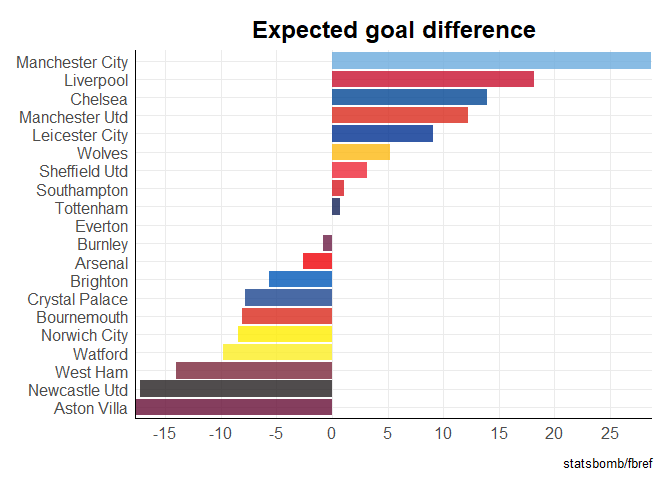 Expected goal difference
Manchester City
Liverpool
Chelsea
Manchester Utd
Leicester City
Wolves
Sheffield Utd
Southampton
Tottenham
Everton
Burnley
Arsenal
Brighton
Crystal Palace
Bournemouth
Norwich City
Watford
West Ham
Newcastle Utd
Aston Villa
-15 -10 -5 0 5 10 15 20 25
statsbomb/fbref